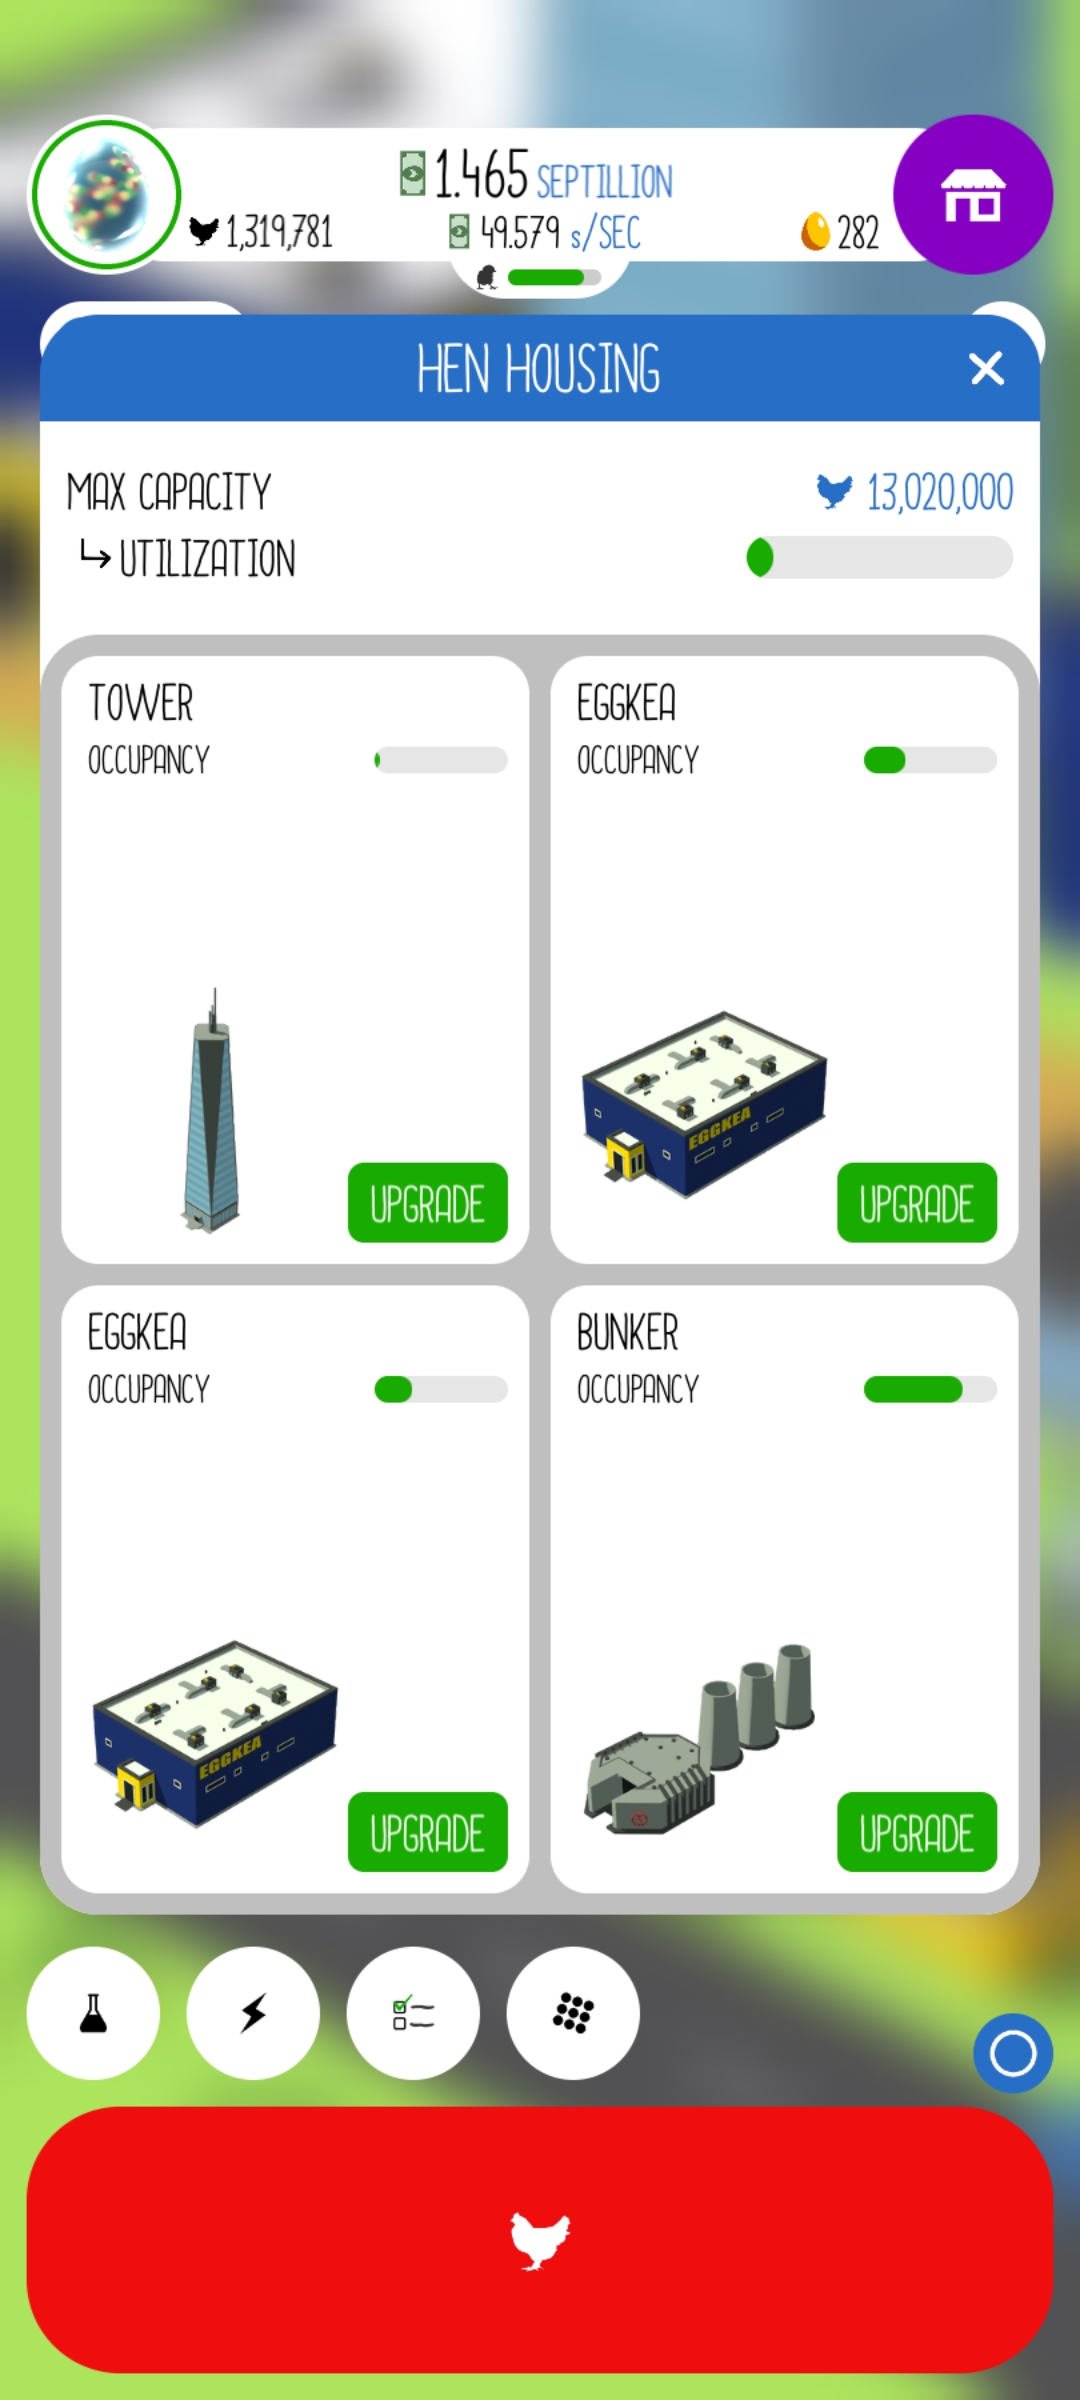 1.465 SEPTILLION
1,319,781
49.579 s/SEC
282
HEN HOUSING
MAX CAPACITY
13,020,000
UTILIZATION
TOWER
OCCUPANCY
UPGRADE
EGGKEA
OCCUPANCY
EGGKEA
UPGRADE
EGGKEA
OCCUPANCY
EGGKEA
UPGRADE
BUNKER
OCCUPANCY
UPGRADE